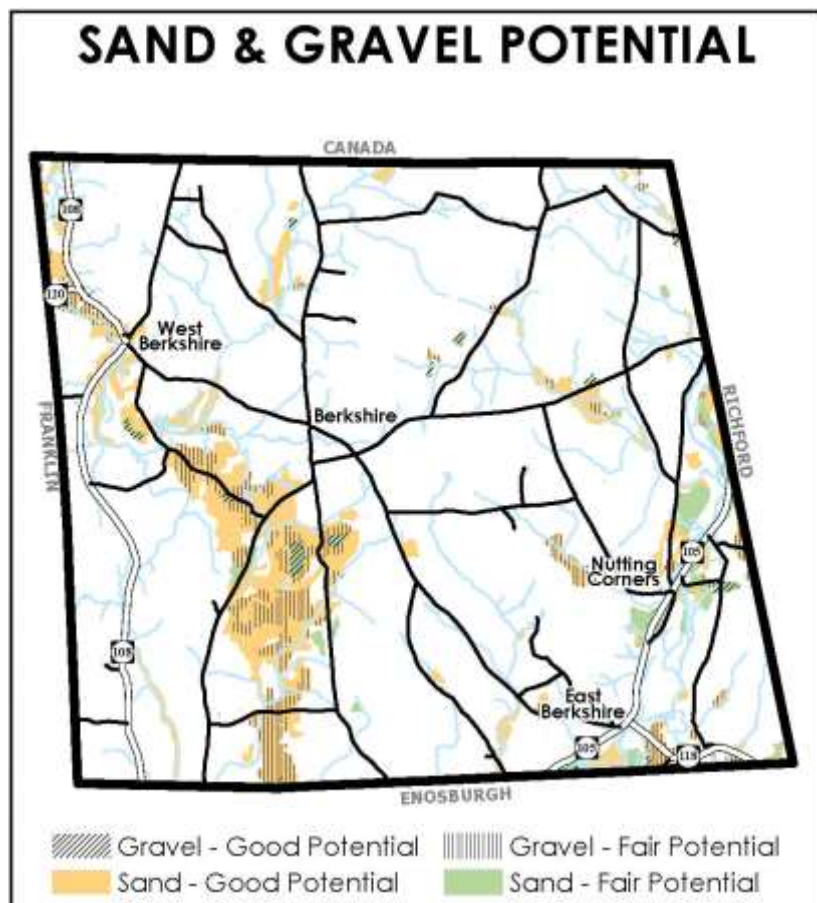 SAND & GRAVEL POTENTIAL
CANADA
108
120
West
Berkshire
Berkshire
FRANKLIN
RICHFORD
105
Nutting
Corners
108
East
Berkshire
105
118
ENOSBURGH
Gravel - Good Potential
Gravel - Fair Potential
Sand - Good Potential
Sand - Fair Potential